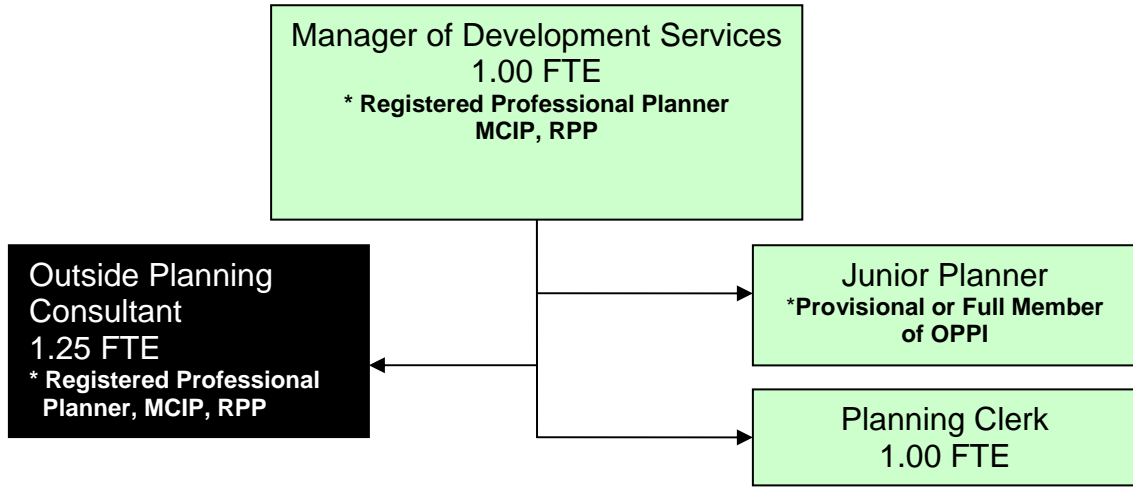 Manager of Development Services
1.00 FTE
* Registered Professional Planner
MCIP, RPP
Outside Planning
Consultant
1.25 FTE
* Registered Professional
Planner, MCIP, RPP
Junior Planner
*Provisional or Full Member
of OPPI
Planning Clerk
1.00 FTE